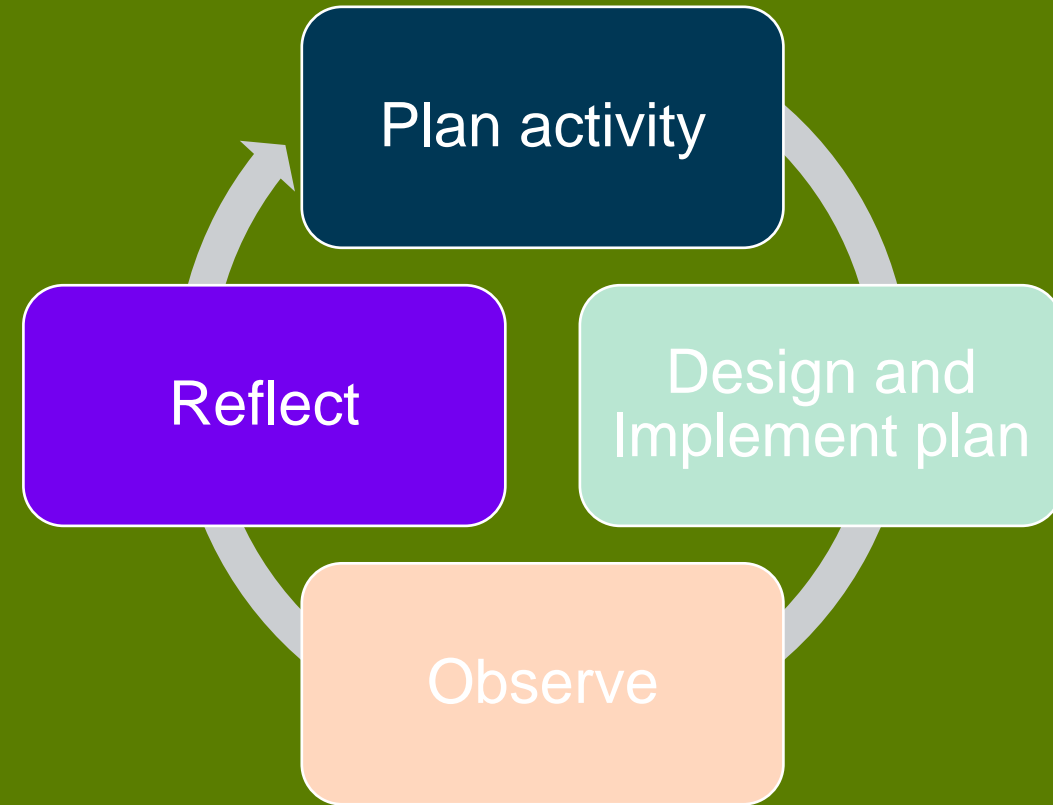 Plan activity
Design and
Implement plan
Observe
Reflect